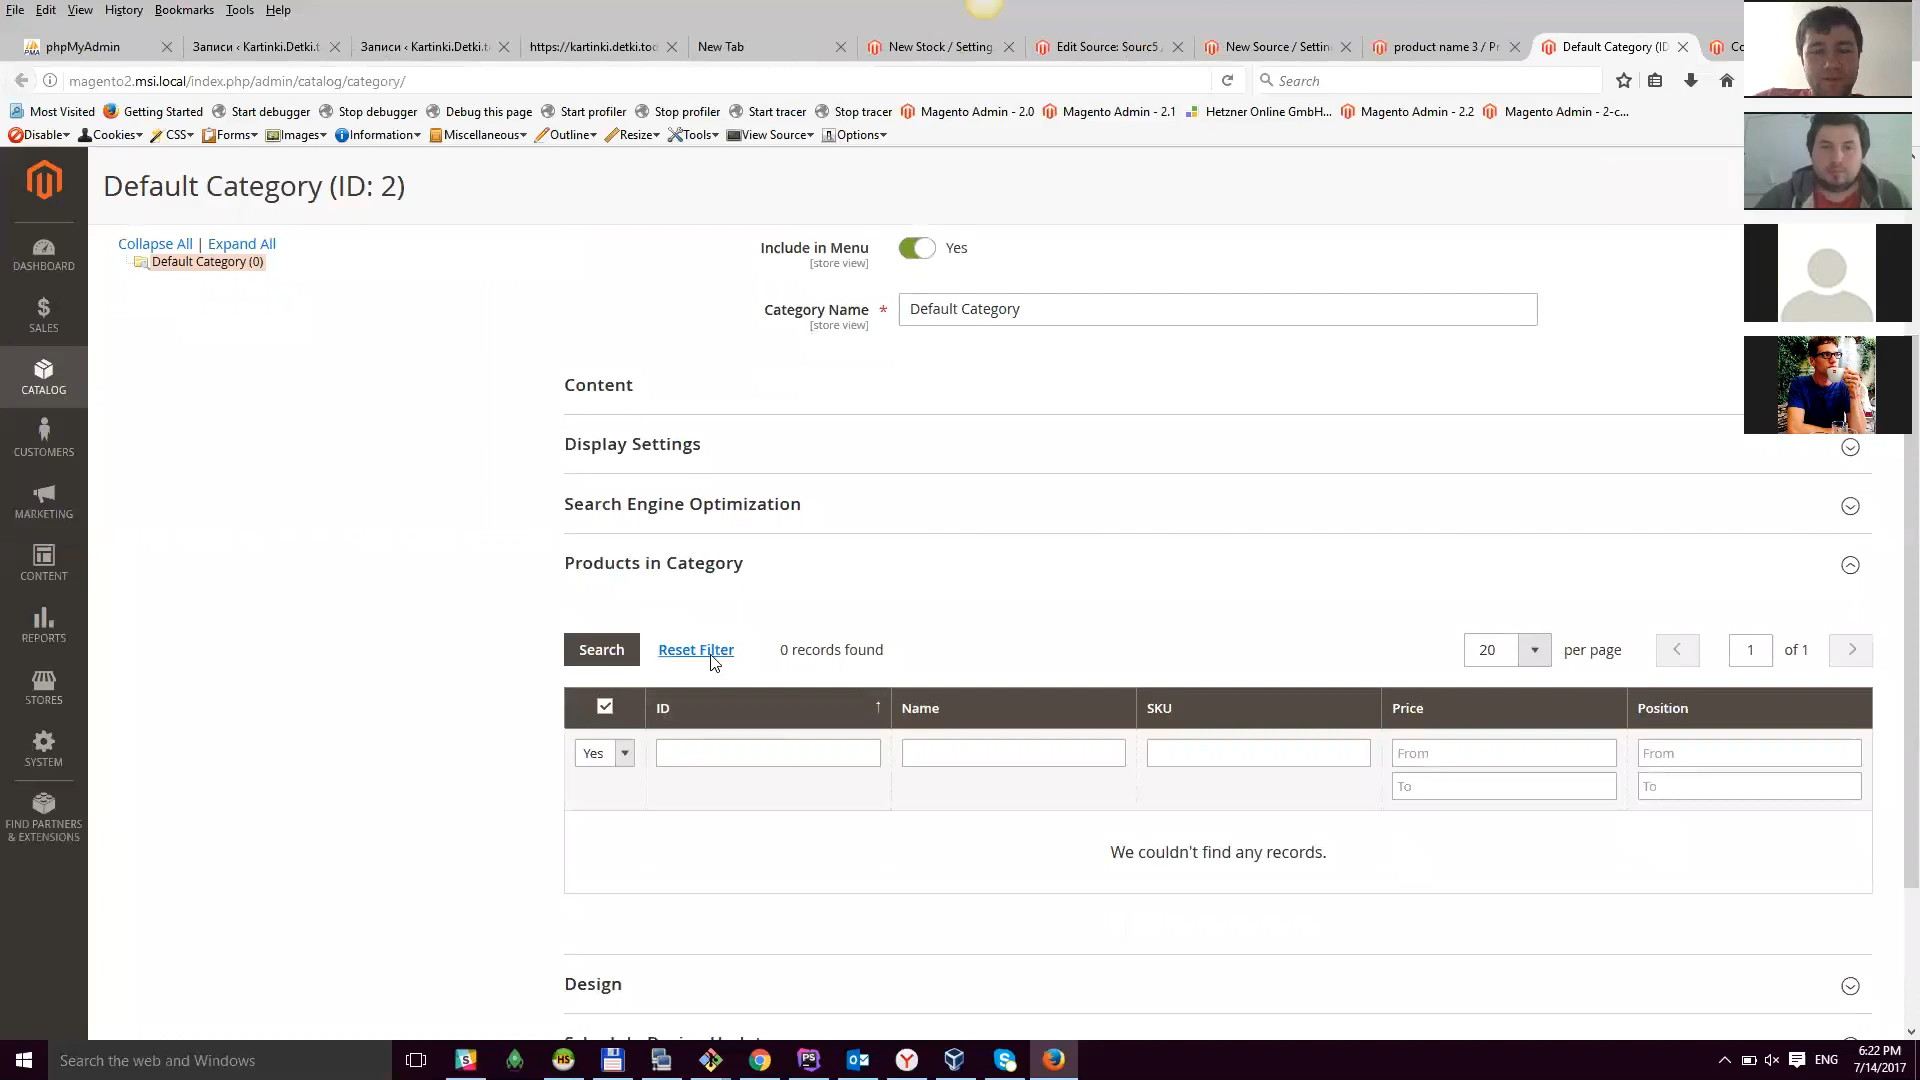 File Edit View History Bookmarks Tools Help
phpMyAdmin
Записи ‹ Kartinki.Detki.t
Записи ‹ Kartinki.Detki.t
https://kartinki.detki.too
New Tab
New Stock / Setting
Edit Source: Sourc5
New Source / Settin
product name 3 / Pr
Default Category (ID
Co
magento2.msi.local/index.php/admin/catalog/category/
Search
Most Visited Getting Started Start debugger Stop debugger Debug this page Start profiler Stop profiler Start tracer Stop tracer Magento Admin - 2.0 Magento Admin - 2.1 Hetzner Online GmbH... Magento Admin - 2.2 Magento Admin - 2-c...
Disable Cookies CSS Forms Images Information Miscellaneous Outline Resize Tools View Source Options
Default Category (ID: 2)
DASHBOARD
SALES
CATALOG
CUSTOMERS
MARKETING
CONTENT
REPORTS
STORES
SYSTEM
FIND PARTNERS
& EXTENSIONS
Collapse All | Expand All
Default Category (0)
Include in Menu
[store view]
Yes
Category Name *
[store view]
Default Category
Content
Display Settings
Search Engine Optimization
Products in Category
Search Reset Filter 0 records found 20 per page 1 of 1
ID ↑ Name SKU Price Position
Yes From From
To To
We couldn't find any records.
Design
Search the web and Windows
PS
ENG
6:22 PM
7/14/2017